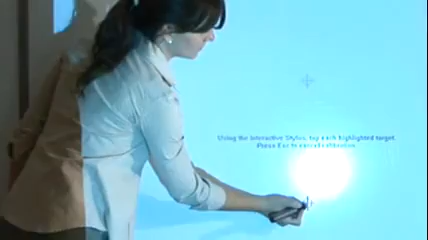 Using the Interactive Stylus, tap each highlighted target.
Press Esc to cancel calibration.